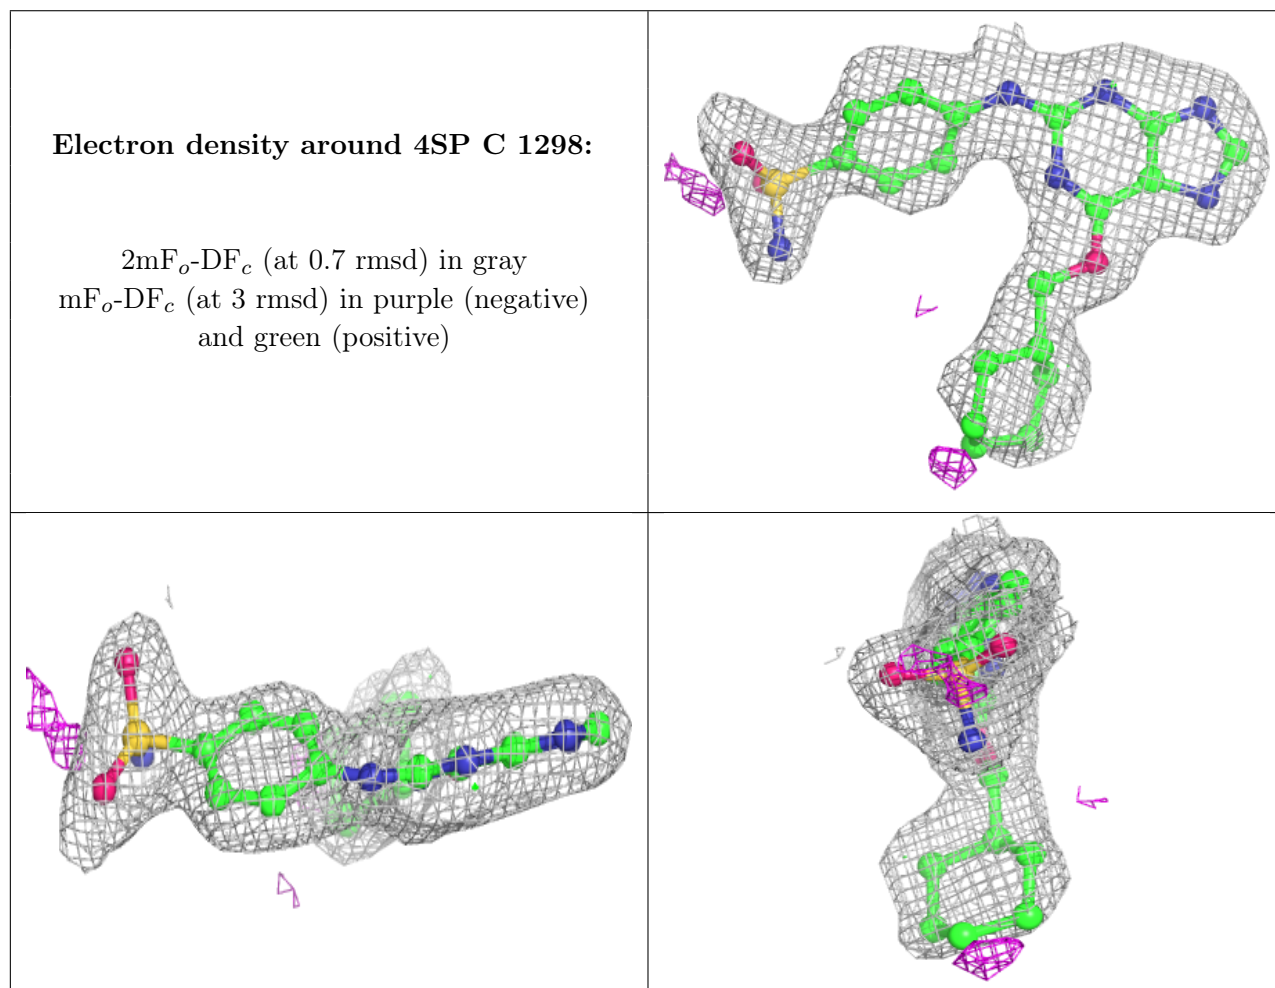 Electron density around 4SP C 1298:
2mFo-DFc (at 0.7 rmsd) in gray
mFo-DFc (at 3 rmsd) in purple (negative)
and green (positive)